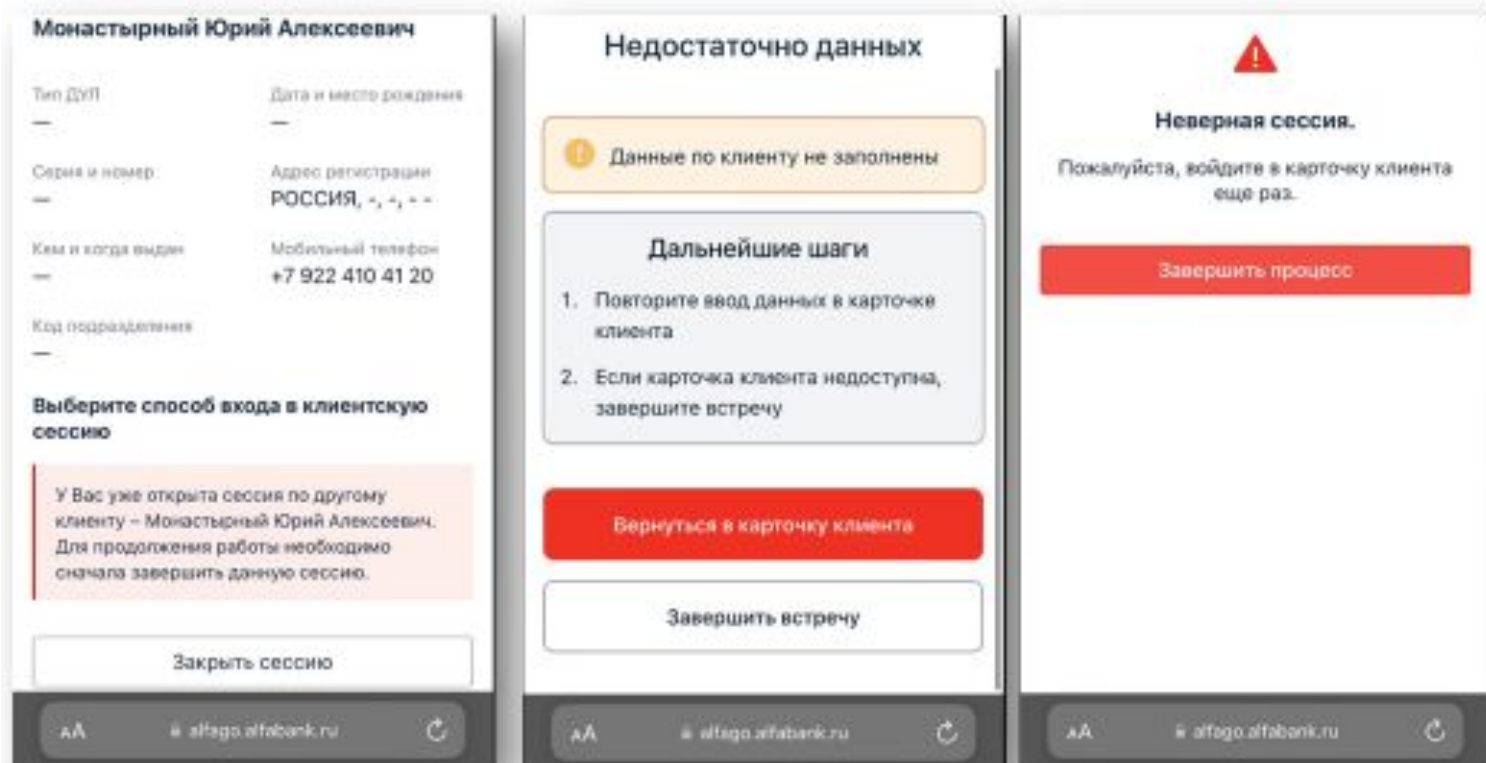 Монастырный Юрий Алексеевич
Тип ДУЛ
Дата и место рождения
—
—
Серия и номер
Адрес регистрации
—
РОССИЯ, -, -, - -
Кем и когда выдан
Мобильный телефон
—
+7 922 410 41 20
Код подразделения
—
Выберите способ входа в клиентскую
сессию
У Вас уже открыта сессия по другому
клиенту – Монастырный Юрий Алексеевич.
Для продолжения работы необходимо
сначала завершить данную сессию.
Закрыть сессию
AA
alfago.alfabank.ru
Недостаточно данных
Данные по клиенту не заполнены
Дальнейшие шаги
1. Повторите ввод данных в карточке
клиента
2. Если карточка клиента недоступна,
завершите встречу
Вернуться в карточку клиента
Завершить встречу
AA
alfago.alfabank.ru
Неверная сессия.
Пожалуйста, войдите в карточку клиента
еще раз.
Завершить процесс
AA
alfago.alfabank.ru